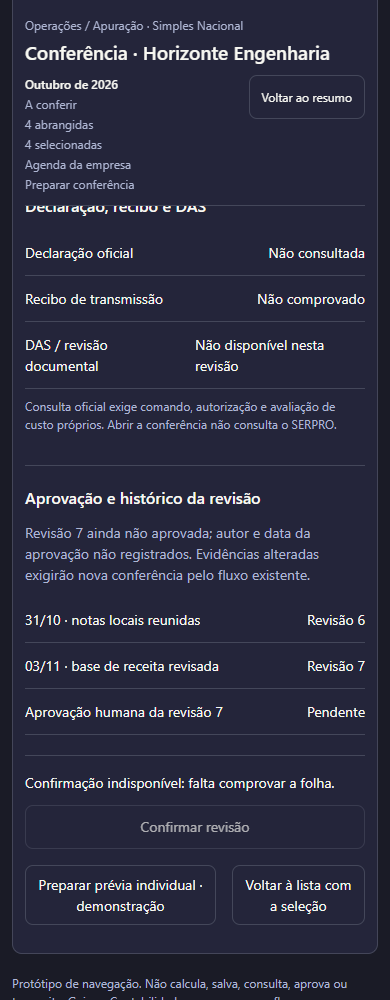 Operações / Apuração · Simples Nacional
Conferência · Horizonte Engenharia
Outubro de 2026
A conferir
4 abrangidas
4 selecionadas
Agenda da empresa
Preparar conferência
Voltar ao resumo
Declaração, recibo e DAS
Declaração oficial
Não consultada
Recibo de transmissão
Não comprovado
DAS / revisão
documental
Não disponível nesta
revisão
Consulta oficial exige comando, autorização e avaliação de
custo próprios. Abrir a conferência não consulta o SERPRO.
Aprovação e histórico da revisão
Revisão 7 ainda não aprovada; autor e data da
aprovação não registrados. Evidências alteradas
exigirão nova conferência pelo fluxo existente.
31/10 · notas locais reunidas
Revisão 6
03/11 · base de receita revisada
Revisão 7
Aprovação humana da revisão 7
Pendente
Confirmação indisponível: falta comprovar a folha.
Confirmar revisão
Preparar prévia individual ·
demonstração
Voltar à lista com
a seleção
Protótipo de navegação. Não calcula, salva, consulta, aprova ou